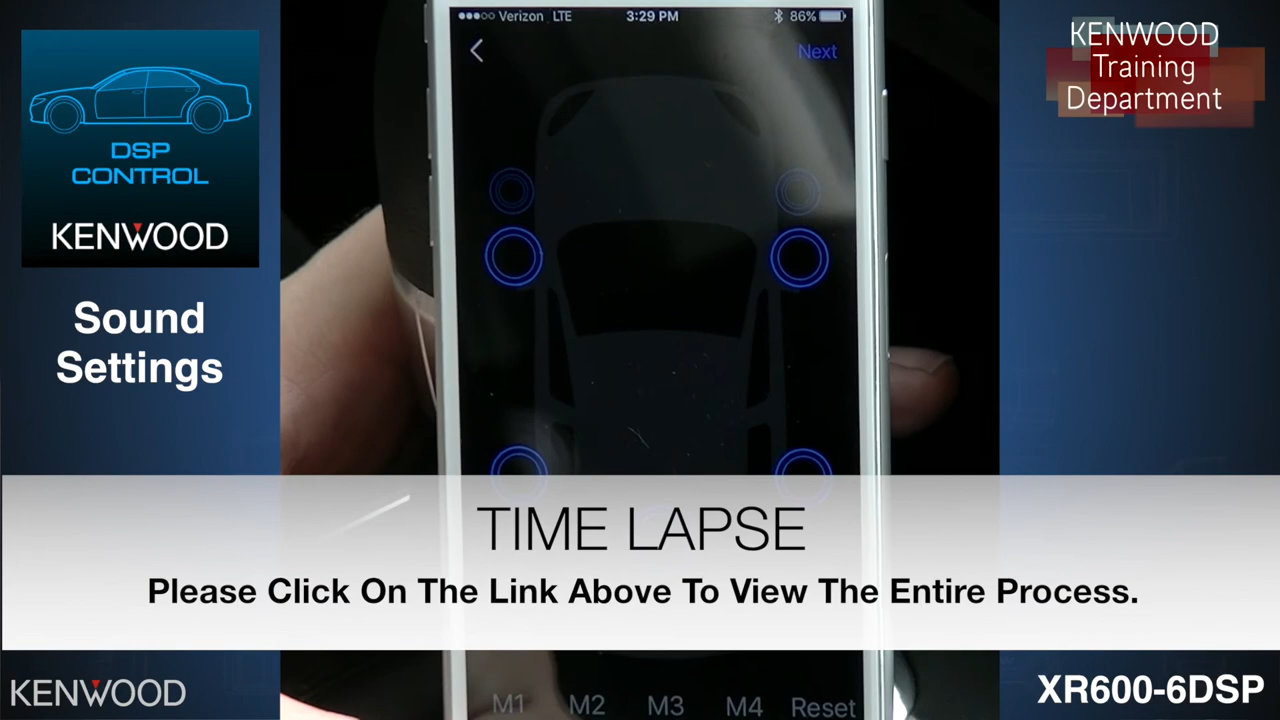 Verizon LTE
3:29 PM
86%
Next
DSP
CONTROL
KENWOOD
Sound
Settings
KENWOOD
Training
Department
TIME LAPSE
Please Click On The Link Above To View The Entire Process.
M1 M2 M3 M4 Reset
KENWOOD
XR600-6DSP